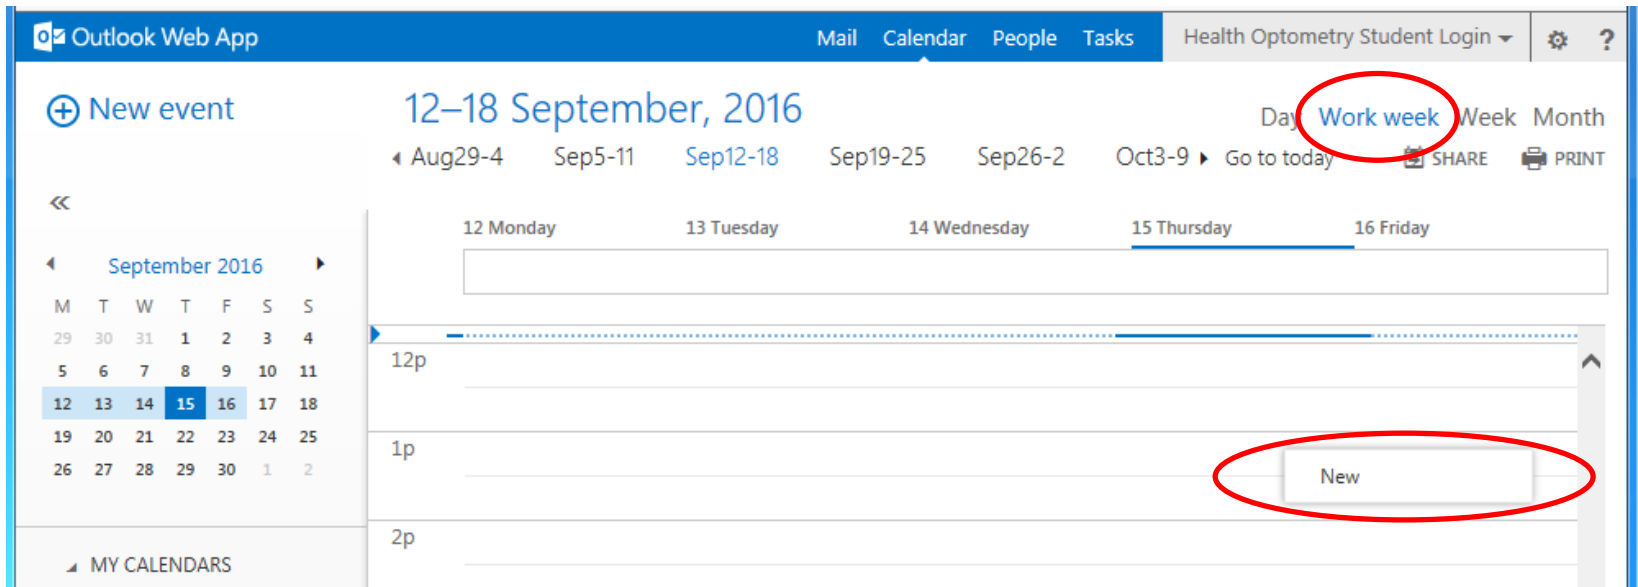 Outlook Web App
Mail Calendar People Tasks Health Optometry Student Login ?
New event
12–18 September, 2016
Day Work week Week Month
Aug29-4 Sep5-11 Sep12-18 Sep19-25 Sep26-2 Oct3-9 Go to today SHARE PRINT
«
12 Monday 13 Tuesday 14 Wednesday 15 Thursday 16 Friday
September 2016
M T W T F S S
29 30 31 1 2 3 4
5 6 7 8 9 10 11
12 13 14 15 16 17 18
19 20 21 22 23 24 25
26 27 28 29 30 1 2
12p
1p
New
2p
MY CALENDARS